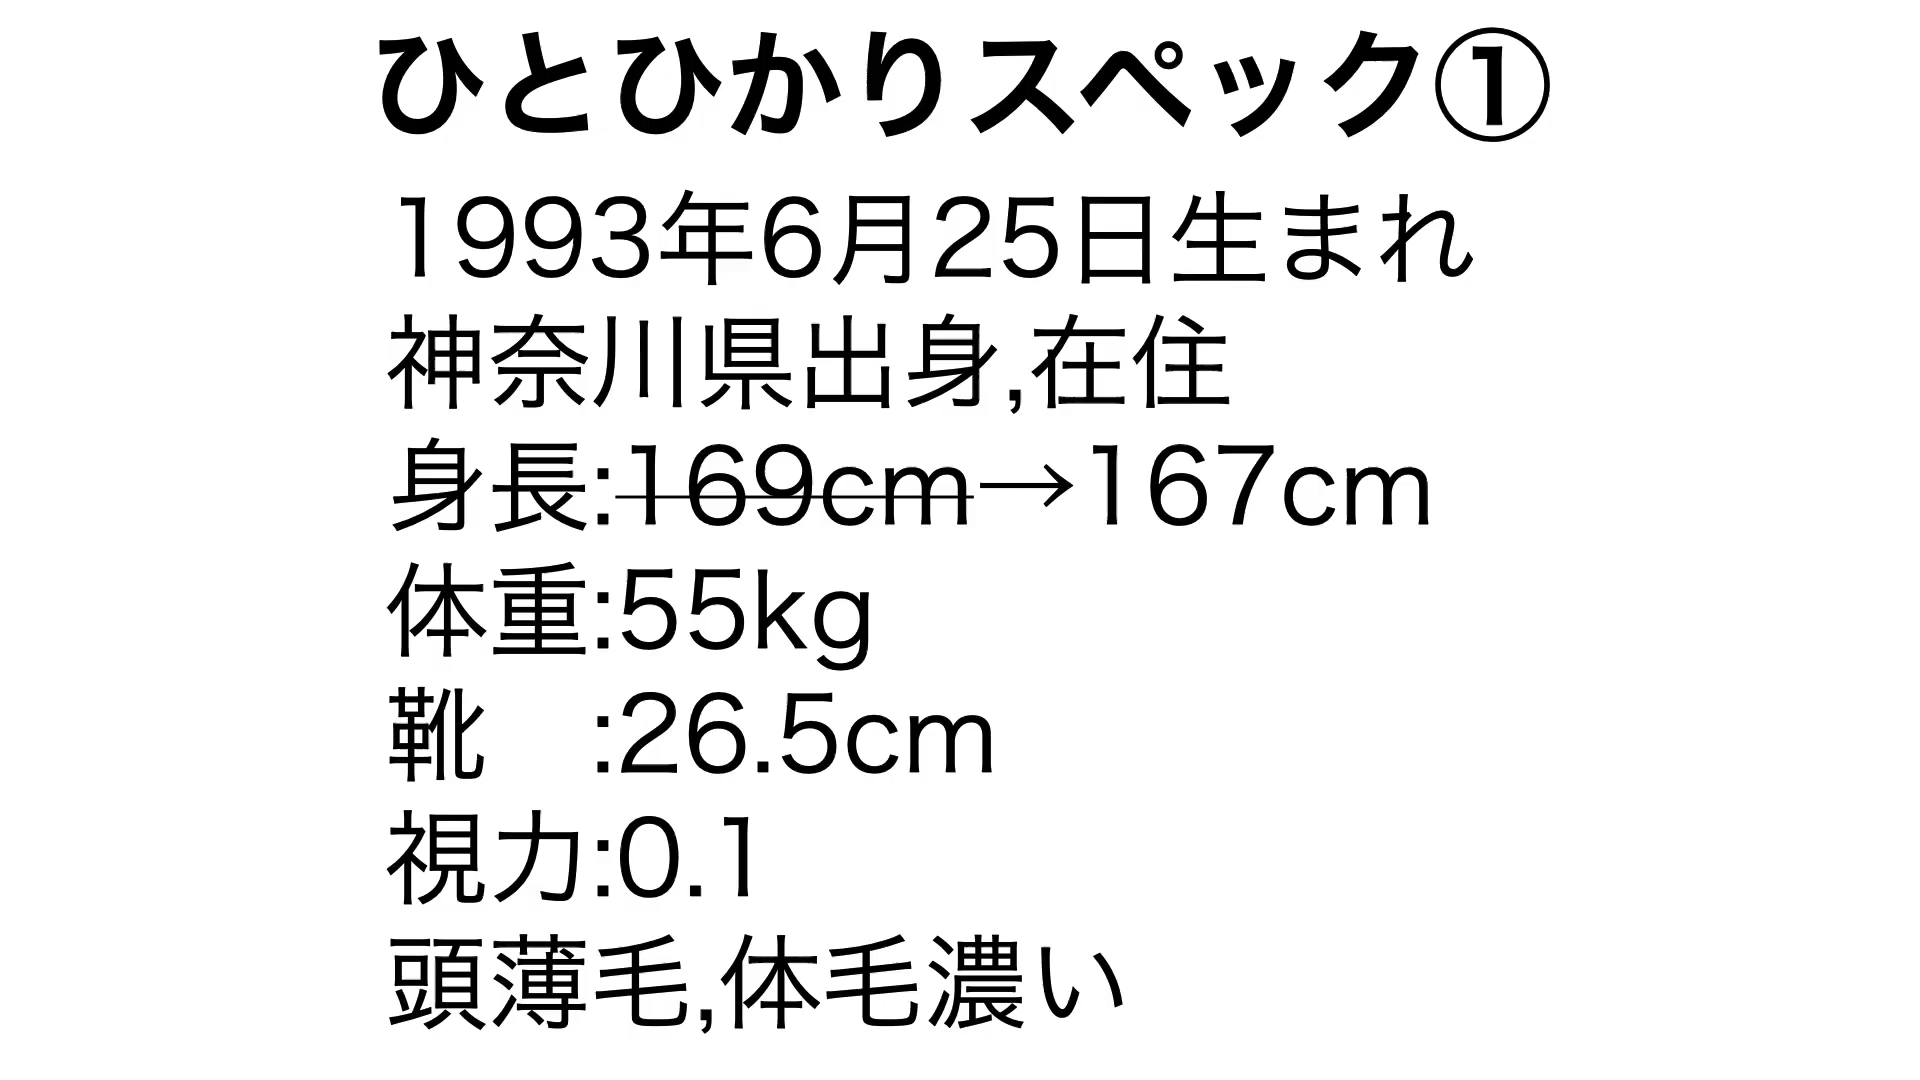 ひとひかりスペック①
1993年6月25日生まれ
神奈川県出身,在住
身長:169cm→167cm
体重:55kg
靴　:26.5cm
視力:0.1
頭薄毛,体毛濃い